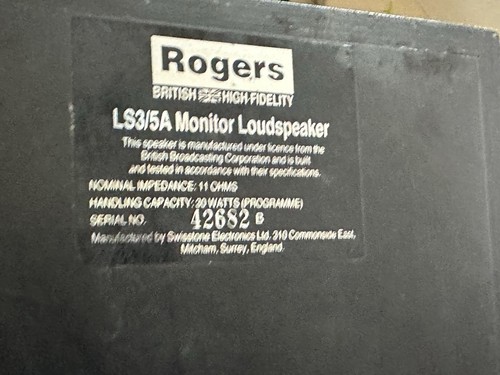 Rogers
BRITISH HIGH-FIDELITY
LS3/5A Monitor Loudspeaker
This speaker is manufactured under licence from the
British Broadcasting Corporation and is built
and tested in accordance with their specifications.
NOMINAL IMPEDANCE: 11 OHMS
HANDLING CAPACITY: 30 WATTS (PROGRAMME)
SERIAL NO. 42682 B
Manufactured by Swisstone Electronics Ltd. 310 Commonside East,
Mitcham, Surrey, England.